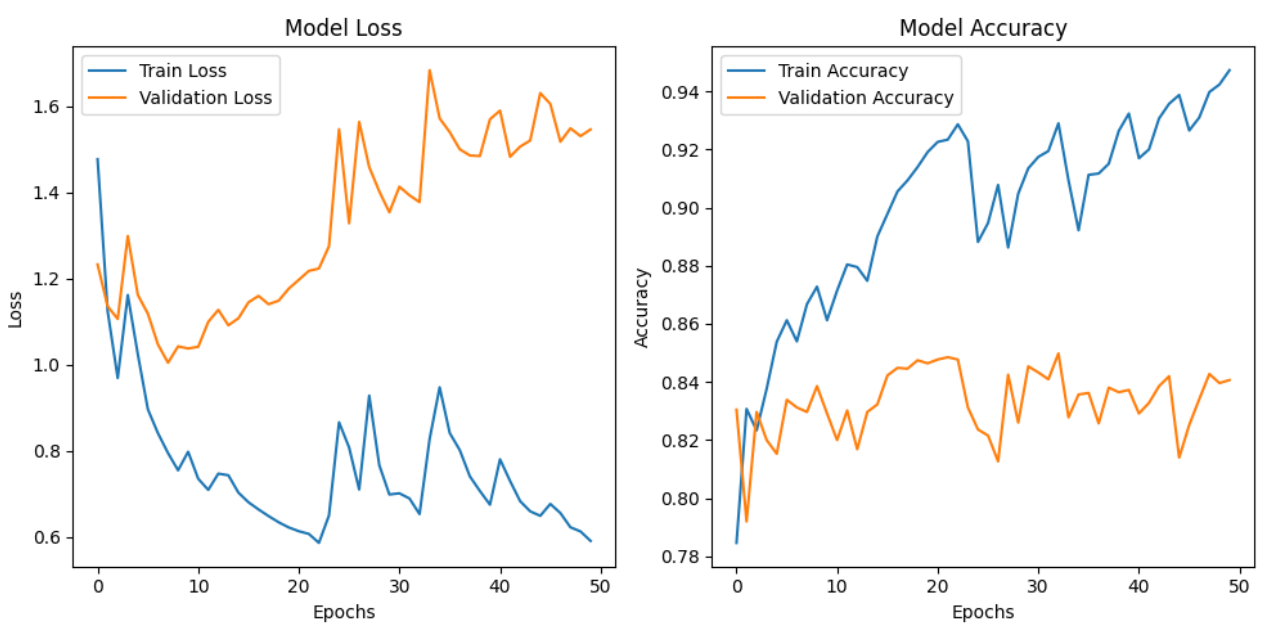 Model Loss
Train Loss
Validation Loss
1.6
1.4
1.2
1.0
0.8
0.6
Loss
0 10 20 30 40 50
Epochs
Model Accuracy
Train Accuracy
Validation Accuracy
0.94
0.92
0.90
0.88
0.86
0.84
0.82
0.80
0.78
Accuracy
0 10 20 30 40 50
Epochs